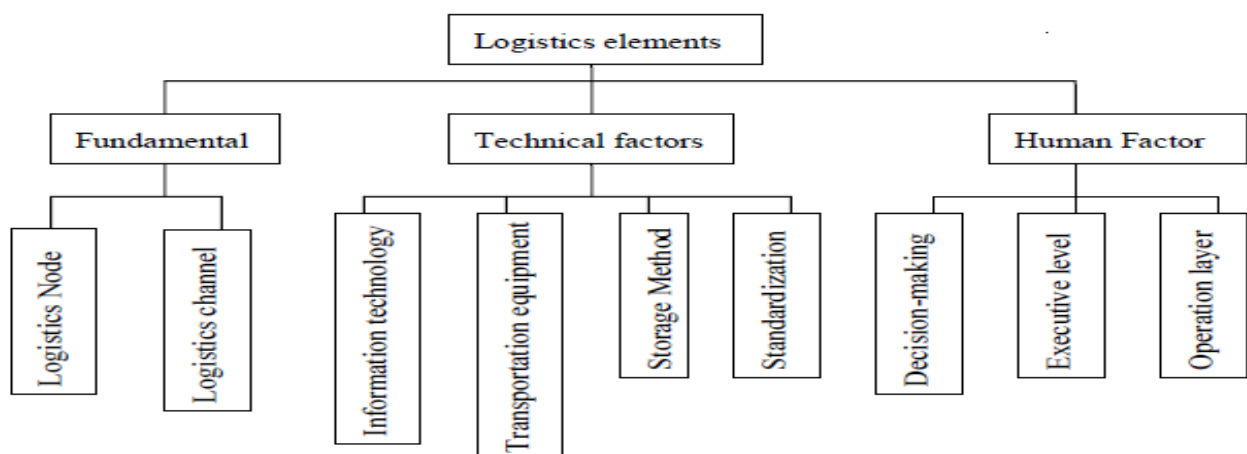 Logistics elements
Fundamental
Technical factors
Human Factor
Logistics Node
Logistics channel
Information technology
Transportation equipment
Storage Method
Standardization
Decision-making
Executive level
Operation layer